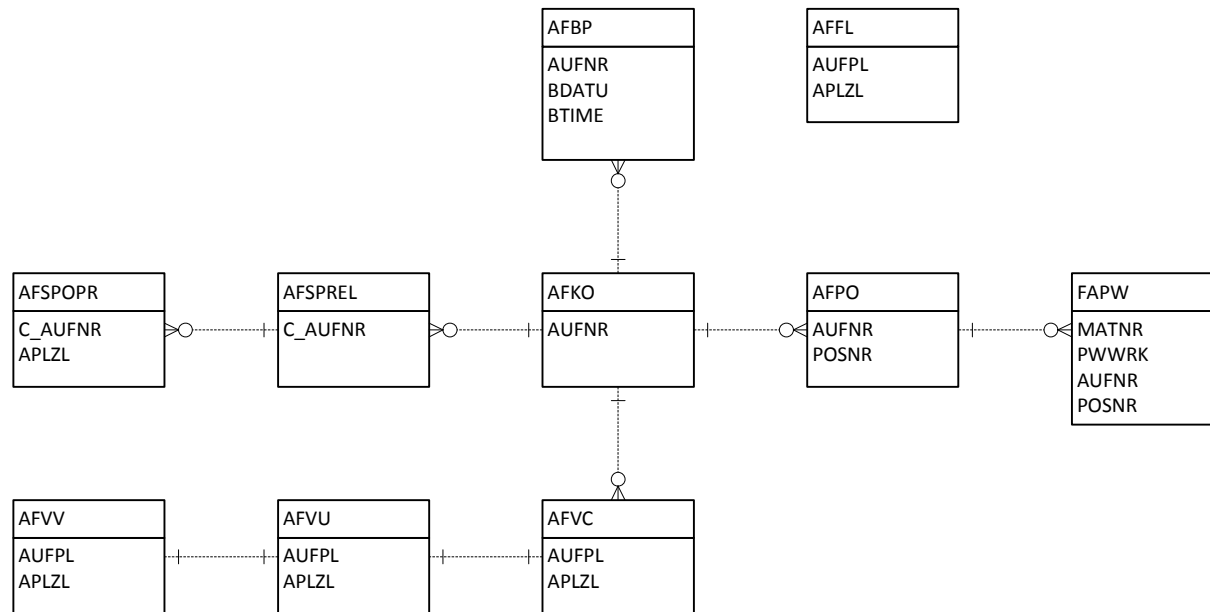 AFBP
AUFNR
BDATU
BTIME
AFFL
AUFPL
APLZL
AFSPOPR
C_AUFNR
APLZL
AFSPREL
C_AUFNR
AFKO
AUFNR
AFPO
AUFNR
POSNR
FAPW
MATNR
PWWRK
AUFNR
POSNR
AFVV
AUFPL
APLZL
AFVU
AUFPL
APLZL
AFVC
AUFPL
APLZL